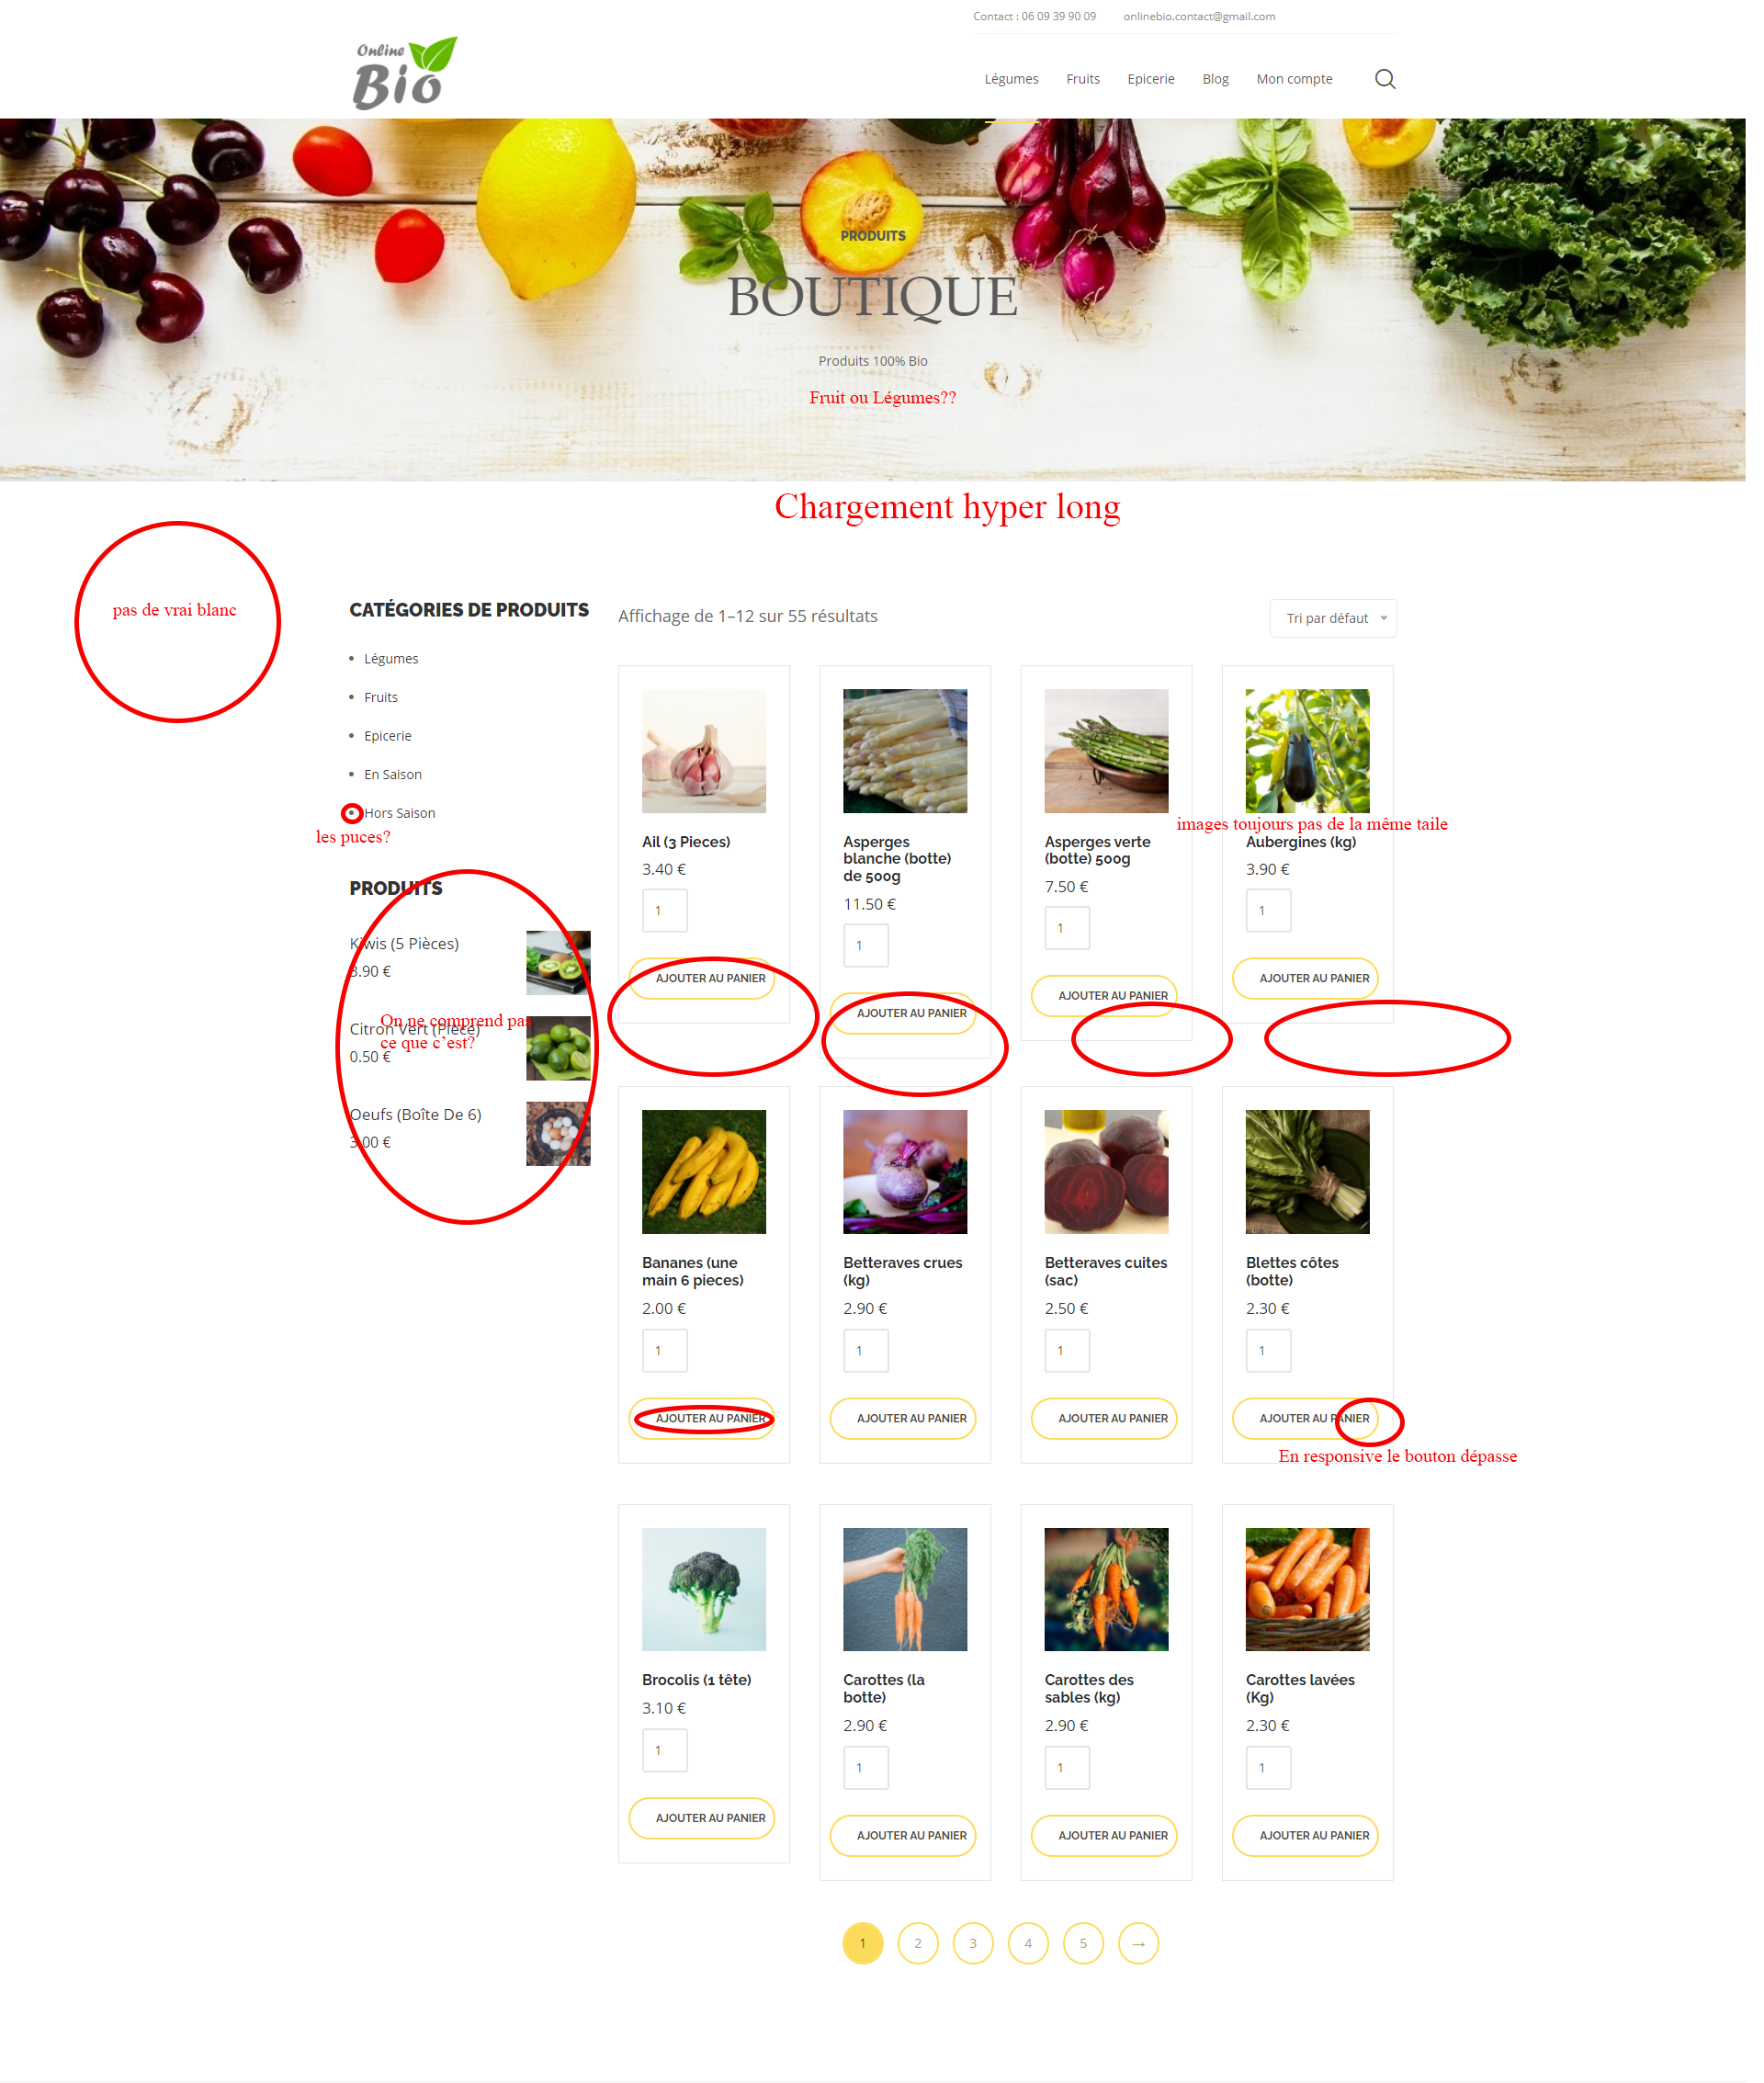 Contact : 06 09 39 90 09 onlinebio.contact@gmail.com
Online
Bio
Légumes Fruits Epicerie Blog Mon compte
PRODUITS
BOUTIQUE
Produits 100% Bio
Fruit ou Légumes??
Chargement hyper long
pas de vrai blanc
CATÉGORIES DE PRODUITS
Légumes
Fruits
Epicerie
En Saison
Hors Saison
les puces?
PRODUITS
Kiwis (5 Pièces)
3.90 €
On ne comprend pas
ce que c'est?
Citron Vert (Pièce)
0.50 €
Oeufs (Boîte De 6)
3.00 €
Affichage de 1–12 sur 55 résultats
Tri par défaut
images toujours pas de la même taile
Ail (3 Pieces)
3.40 €
1
AJOUTER AU PANIER
Asperges
blanche (botte)
de 500g
11.50 €
1
AJOUTER AU PANIER
Asperges verte
(botte) 500g
7.50 €
1
AJOUTER AU PANIER
Aubergines (kg)
3.90 €
1
AJOUTER AU PANIER
Bananes (une
main 6 pieces)
2.00 €
1
AJOUTER AU PANIER
Betteraves crues
(kg)
2.90 €
1
AJOUTER AU PANIER
Betteraves cuites
(sac)
2.50 €
1
AJOUTER AU PANIER
Blettes côtes
(botte)
2.30 €
1
AJOUTER AU PANIER
En responsive le bouton dépasse
Brocolis (1 tête)
3.10 €
1
AJOUTER AU PANIER
Carottes (la
botte)
2.90 €
1
AJOUTER AU PANIER
Carottes des
sables (kg)
2.90 €
1
AJOUTER AU PANIER
Carottes lavées
(Kg)
2.30 €
1
AJOUTER AU PANIER
1 2 3 4 5 →